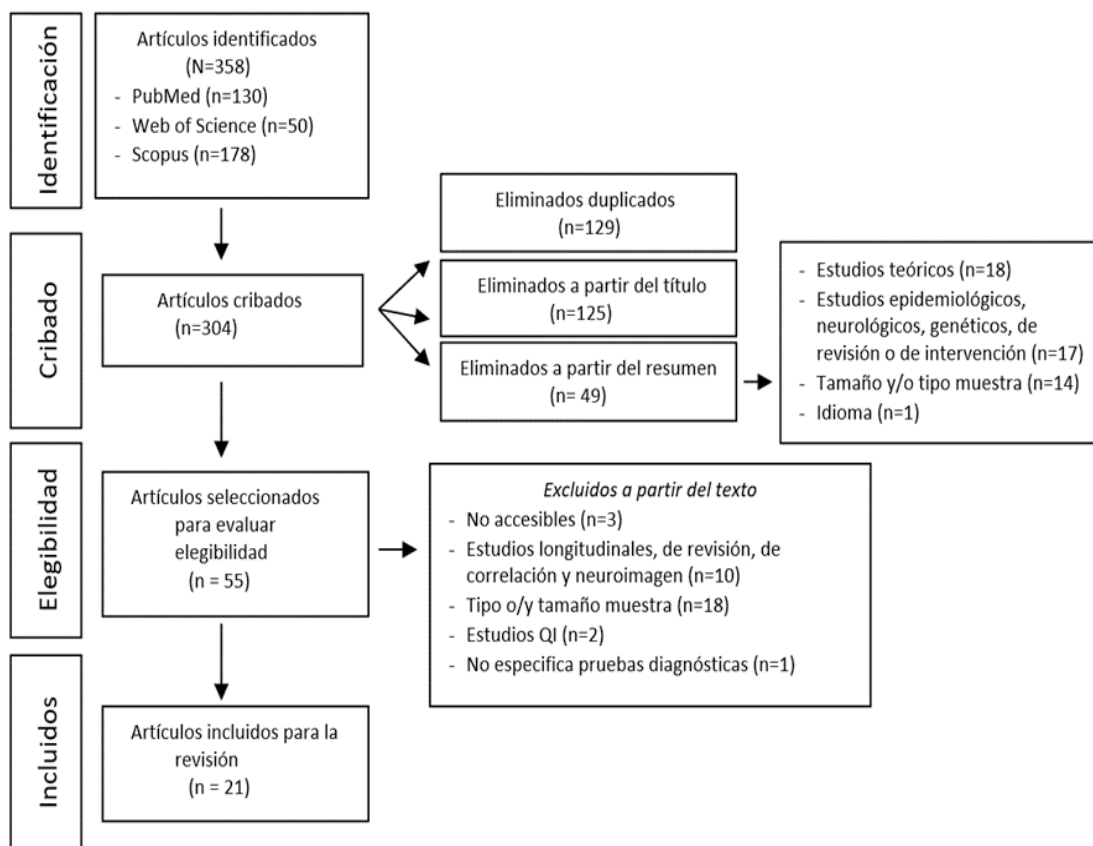 Identificación
Artículos identificados
(N=358)
- PubMed (n=130)
- Web of Science (n=50)
- Scopus (n=178)
Cribado
Artículos cribados
(n=304)
Eliminados duplicados
(n=129)
Eliminados a partir del título
(n=125)
Eliminados a partir del resumen
(n= 49)
- Estudios teóricos (n=18)
- Estudios epidemiológicos,
neurológicos, genéticos, de
revisión o de intervención (n=17)
- Tamaño y/o tipo muestra (n=14)
- Idioma (n=1)
Elegibilidad
Artículos seleccionados
para evaluar
elegibilidad
(n = 55)
Excluidos a partir del texto
- No accesibles (n=3)
- Estudios longitudinales, de revisión, de
correlación y neuroimagen (n=10)
- Tipo o/y tamaño muestra (n=18)
- Estudios QI (n=2)
- No especifica pruebas diagnósticas (n=1)
Incluidos
Artículos incluidos para la
revisión
(n = 21)